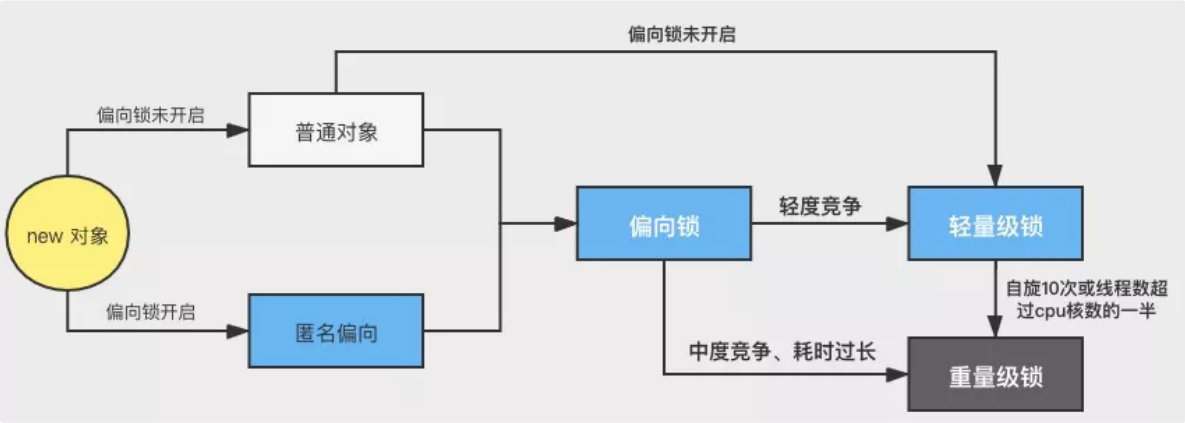 偏向锁未开启
偏向锁未开启
普通对象
new 对象
偏向锁
轻度竞争
轻量级锁
偏向锁开启
匿名偏向
自旋10次或线程数超
过cpu核数的一半
中度竞争、耗时过长
重量级锁